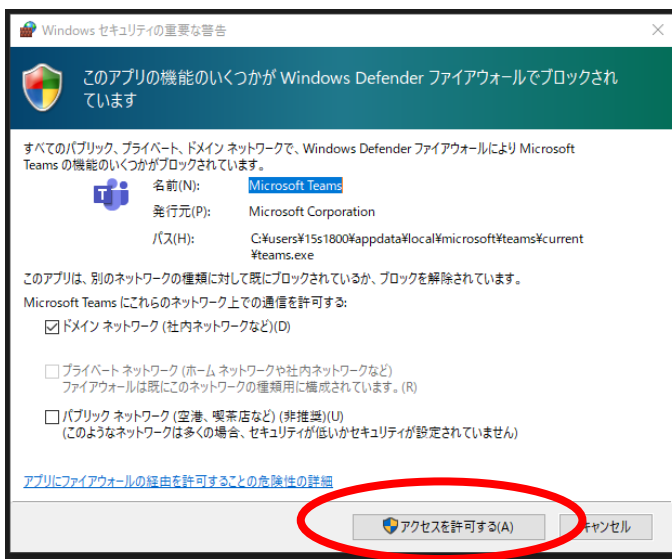 Windows セキュリティの重要な警告
このアプリの機能のいくつかが Windows Defender ファイアウォールでブロックされ
ています
すべてのパブリック、プライベート、ドメイン ネットワークで、Windows Defender ファイアウォールにより Microsoft
Teams の機能のいくつかがブロックされています。
名前(N): Microsoft Teams
発行元(P): Microsoft Corporation
パス(H): C:¥users¥15s1800¥appdata¥local¥microsoft¥teams¥current
¥teams.exe
このアプリは、別のネットワークの種類に対して既にブロックされているか、ブロックを解除されています。
Microsoft Teams にこれらのネットワーク上での通信を許可する:
ドメイン ネットワーク (社内ネットワークなど)(D)
プライベート ネットワーク (ホーム ネットワークや社内ネットワークなど)
ファイアウォールは既にこのネットワークの種類用に構成されています。(R)
パブリック ネットワーク (空港、喫茶店など) (非推奨)(U)
(このようなネットワークは多くの場合、セキュリティが低いかセキュリティが設定されていません)
アプリにファイアウォールの経由を許可することの危険性の詳細
アクセスを許可する(A) キャンセル